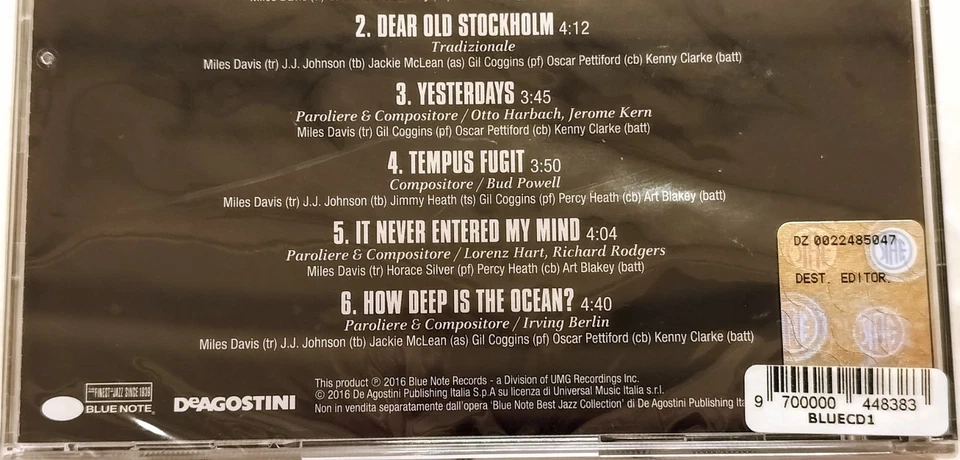 2. DEAR OLD STOCKHOLM 4:12
Tradizionale
Miles Davis (tr) J.J. Johnson (tb) Jackie McLean (as) Gil Coggins (pf) Oscar Pettiford (cb) Kenny Clarke (batt)
3. YESTERDAYS 3:45
Paroliere & Compositore / Otto Harbach, Jerome Kern
Miles Davis (tr) Gil Coggins (pf) Oscar Pettiford (cb) Kenny Clarke (batt)
4. TEMPUS FUGIT 3:50
Compositore / Bud Powell
Miles Davis (tr) J.J. Johnson (tb) Jimmy Heath (ts) Gil Coggins (pf) Percy Heath (cb) Art Blakey (batt)
5. IT NEVER ENTERED MY MIND 4:04
Paroliere & Compositore / Lorenz Hart, Richard Rodgers
Miles Davis (tr) Horace Silver (pf) Percy Heath (cb) Art Blakey (batt)
6. HOW DEEP IS THE OCEAN? 4:40
Paroliere & Compositore / Irving Berlin
Miles Davis (tr) J.J. Johnson (tb) Jackie McLean (as) Gil Coggins (pf) Oscar Pettiford (cb) Kenny Clarke (batt)
This product ℗ 2016 Blue Note Records - a Division of UMG Recordings Inc.
© 2016 De Agostini Publishing Italia S.p.A su licenza di Universal Music Italia s.r.l.
Non in vendita separatamente dall'opera 'Blue Note Best Jazz Collection' di De Agostini Publishing
THE FINEST IN JAZZ SINCE 1939
BLUE NOTE
DEAGOSTINI
DZ 0022485047
DEST. EDITOR.
9 700000 448383
BLUECD1